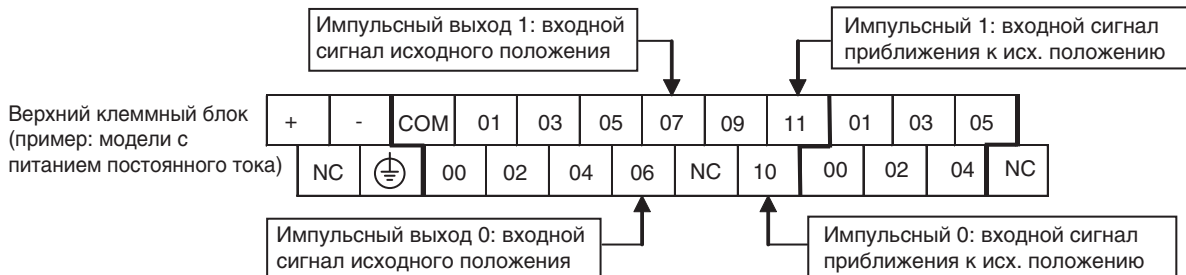 Импульсный выход 1: входной
сигнал исходного положения
Импульсный 1: входной сигнал
приближения к исх. положению
Верхний клеммный блок
(пример: модели с
питанием постоянного тока)
+ - COM 01 03 05 07 09 11 01 03 05
NC 00 02 04 06 NC 10 00 02 04 NC
Импульсный выход 0: входной
сигнал исходного положения
Импульсный 0: входной сигнал
приближения к исх. положению